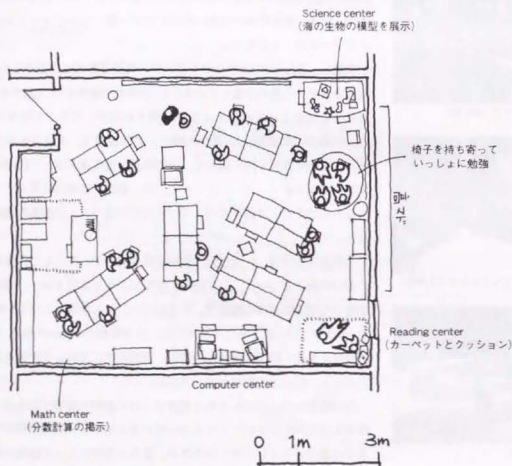 Science center
（海の生物の模型を展示）
椅子を持ち寄って
いっしょに勉強
Reading center
（カーペットとクッション）
Computer center
Math center
（分数計算の掲示）
0 1m 3m